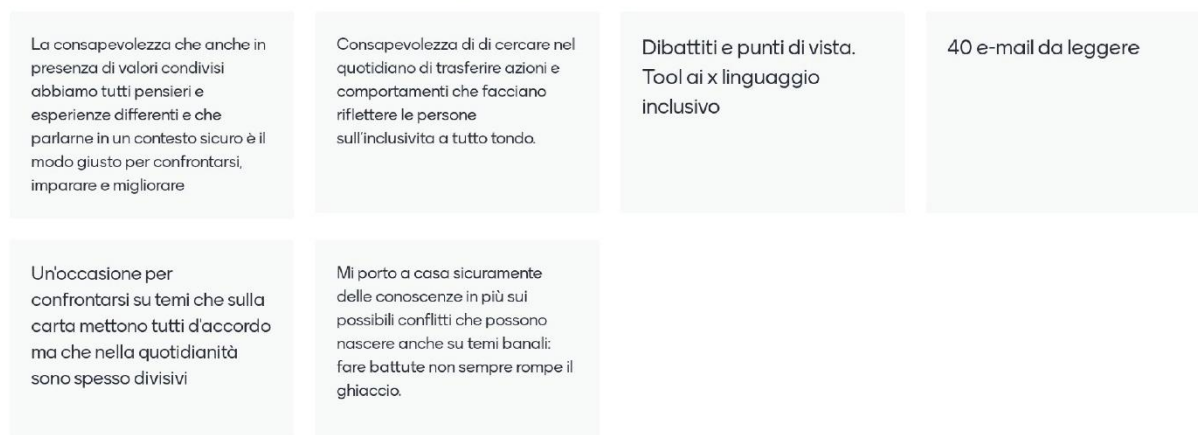 La consapevolezza che anche in
presenza di valori condivisi
abbiamo tutti pensieri e
esperienze differenti e che
parlarne in un contesto sicuro è il
modo giusto per confrontarsi,
imparare e migliorare
Consapevolezza di di cercare nel
quotidiano di trasferire azioni e
comportamenti che facciano
riflettere le persone
sull'inclusivita a tutto tondo.
Dibattiti e punti di vista.
Tool ai x linguaggio
inclusivo
40 e-mail da leggere
Un'occasione per
confrontarsi su temi che sulla
carta mettono tutti d'accordo
ma che nella quotidianità
sono spesso divisivi
Mi porto a casa sicuramente
delle conoscenze in più sui
possibili conflitti che possono
nascere anche su temi banali:
fare battute non sempre rompe il
ghiaccio.